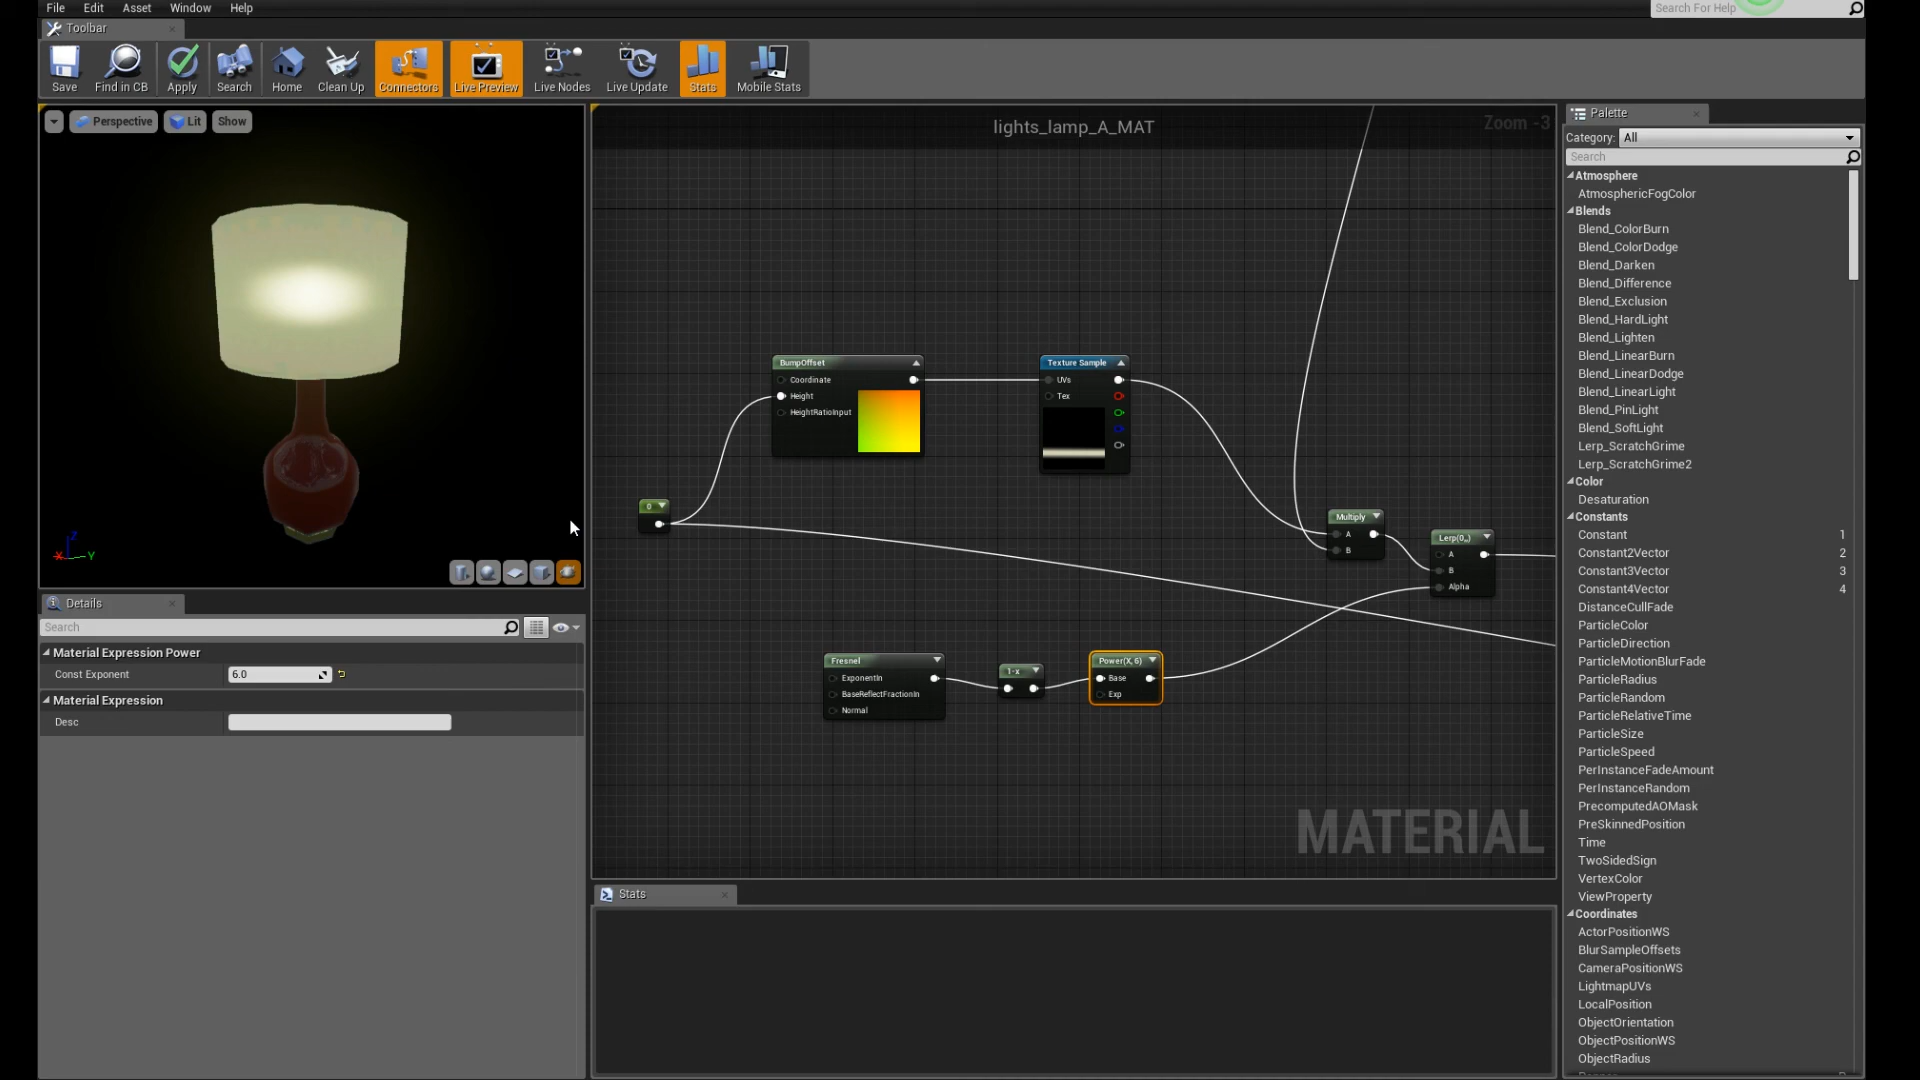 File Edit Asset Window Help
Search For Help
Toolbar
Save Find in CB Apply Search Home Clean Up Connectors Live Preview Live Nodes Live Update Stats Mobile Stats
Perspective Lit Show
X Y Z
Details
Search
Material Expression Power
Const Exponent 6.0
Material Expression
Desc
lights_lamp_A_MAT
Zoom -3
BumpOffset
Coordinate
Height
HeightRatioInput
Texture Sample
UVs
Tex
0
Multiply
A
B
Lerp(0,,)
A
B
Alpha
Fresnel
ExponentIn
BaseReflectFractionIn
Normal
1-x
Power(X, 6)
Base
Exp
MATERIAL
Stats
Palette
Category: All
Search
Atmosphere
AtmosphericFogColor
Blends
Blend_ColorBurn
Blend_ColorDodge
Blend_Darken
Blend_Difference
Blend_Exclusion
Blend_HardLight
Blend_Lighten
Blend_LinearBurn
Blend_LinearDodge
Blend_LinearLight
Blend_PinLight
Blend_SoftLight
Lerp_ScratchGrime
Lerp_ScratchGrime2
Color
Desaturation
Constants
Constant 1
Constant2Vector 2
Constant3Vector 3
Constant4Vector 4
DistanceCullFade
ParticleColor
ParticleDirection
ParticleMotionBlurFade
ParticleRadius
ParticleRandom
ParticleRelativeTime
ParticleSize
ParticleSpeed
PerInstanceFadeAmount
PerInstanceRandom
PrecomputedAOMask
PreSkinnedPosition
Time
TwoSidedSign
VertexColor
ViewProperty
Coordinates
ActorPositionWS
BlurSampleOffsets
CameraPositionWS
LightmapUVs
LocalPosition
ObjectOrientation
ObjectPositionWS
ObjectRadius